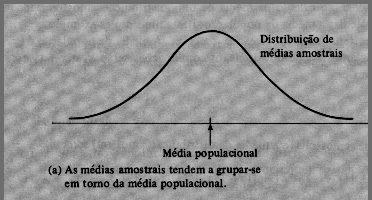 Distribuição de
médias amostrais
Média populacional
(a) As médias amostrais tendem a grupar-se
em torno da média populacional.